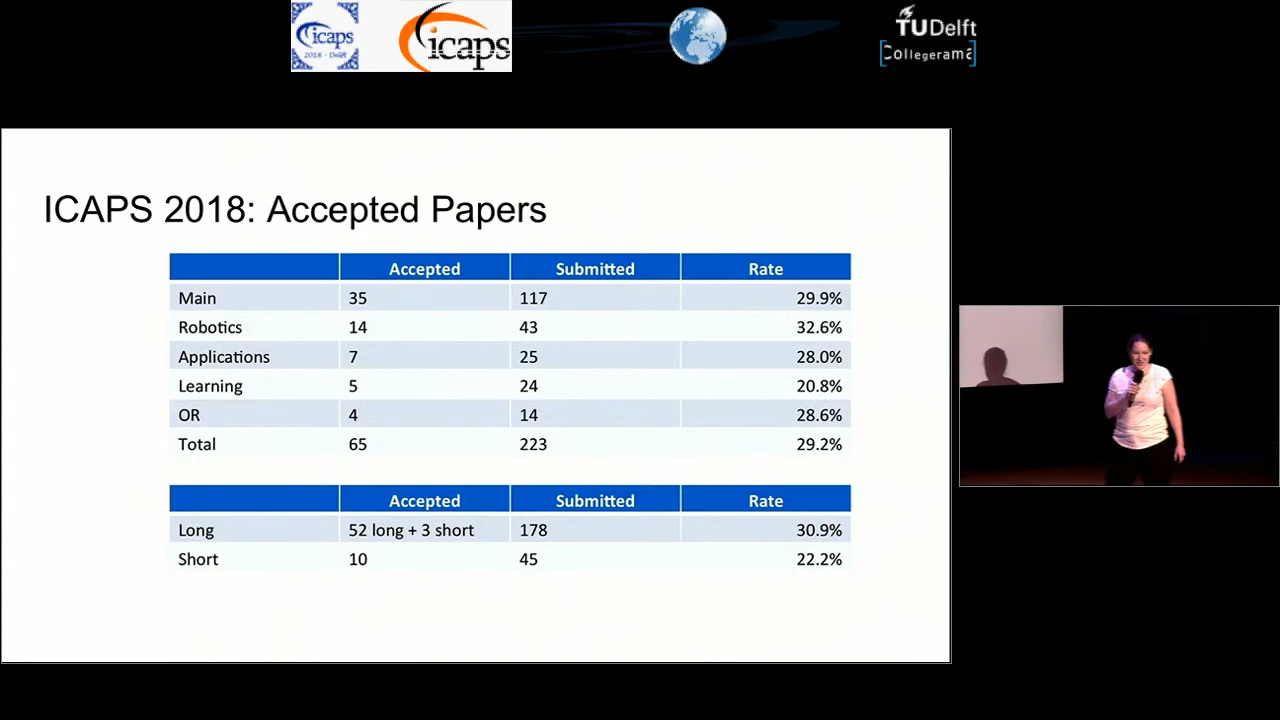 icaps
2018 - Delft
icaps
TUDelft
Collegerama
ICAPS 2018: Accepted Papers
Accepted Submitted Rate
Main 35 117 29.9%
Robotics 14 43 32.6%
Applications 7 25 28.0%
Learning 5 24 20.8%
OR 4 14 28.6%
Total 65 223 29.2%
Accepted Submitted Rate
Long 52 long + 3 short 178 30.9%
Short 10 45 22.2%